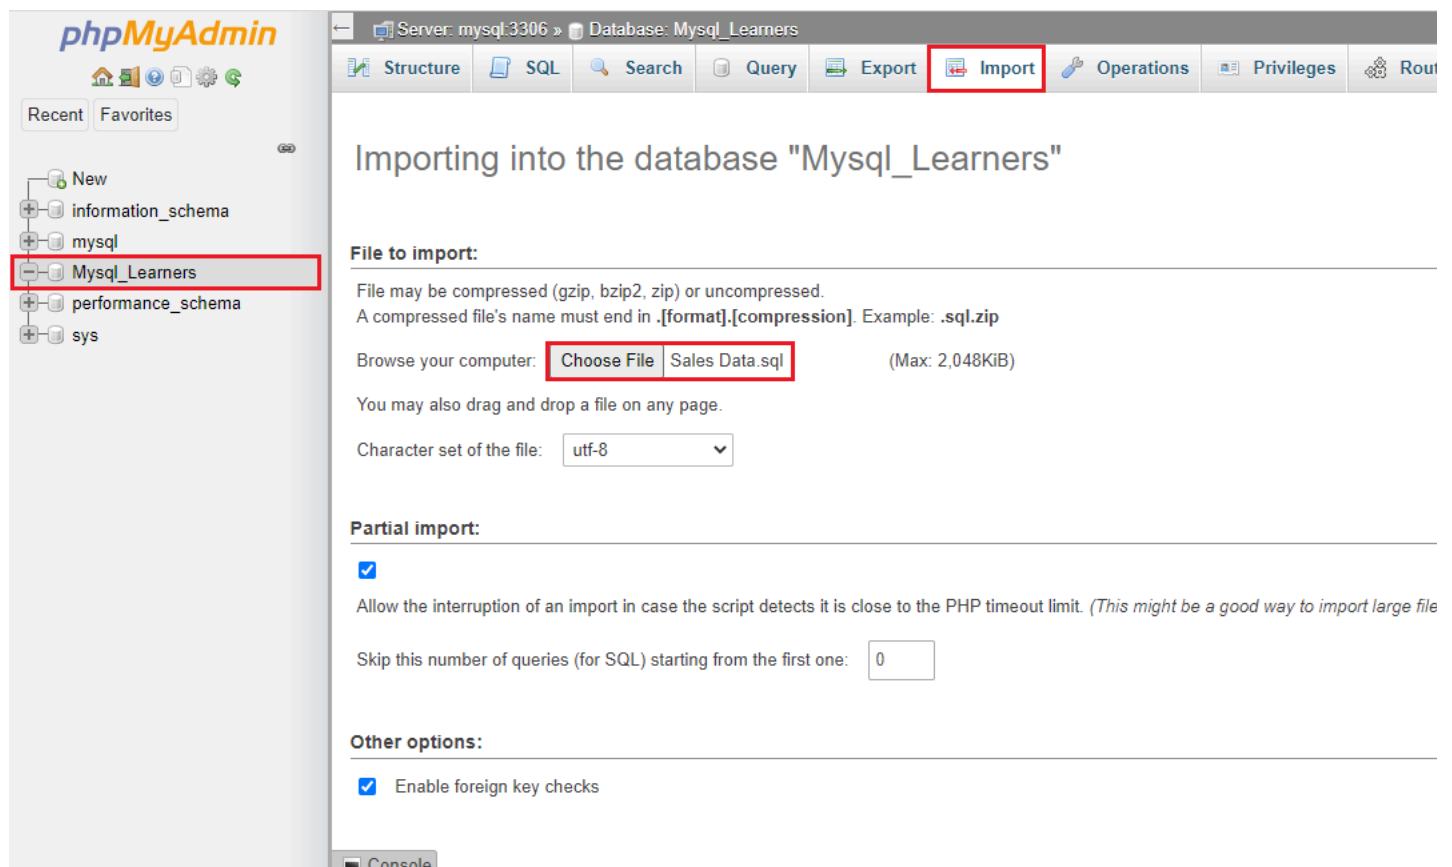 phpMyAdmin
Recent Favorites
New
information_schema
mysql
Mysql_Learners
performance_schema
sys
Server: mysql:3306 » Database: Mysql_Learners
Structure SQL Search Query Export Import Operations Privileges Rout
Importing into the database "Mysql_Learners"
File to import:
File may be compressed (gzip, bzip2, zip) or uncompressed.
A compressed file's name must end in .[format].[compression]. Example: .sql.zip
Browse your computer: Choose File Sales Data.sql (Max: 2,048KiB)
You may also drag and drop a file on any page.
Character set of the file: utf-8
Partial import:
Allow the interruption of an import in case the script detects it is close to the PHP timeout limit. (This might be a good way to import large file
Skip this number of queries (for SQL) starting from the first one: 0
Other options:
Enable foreign key checks
Console